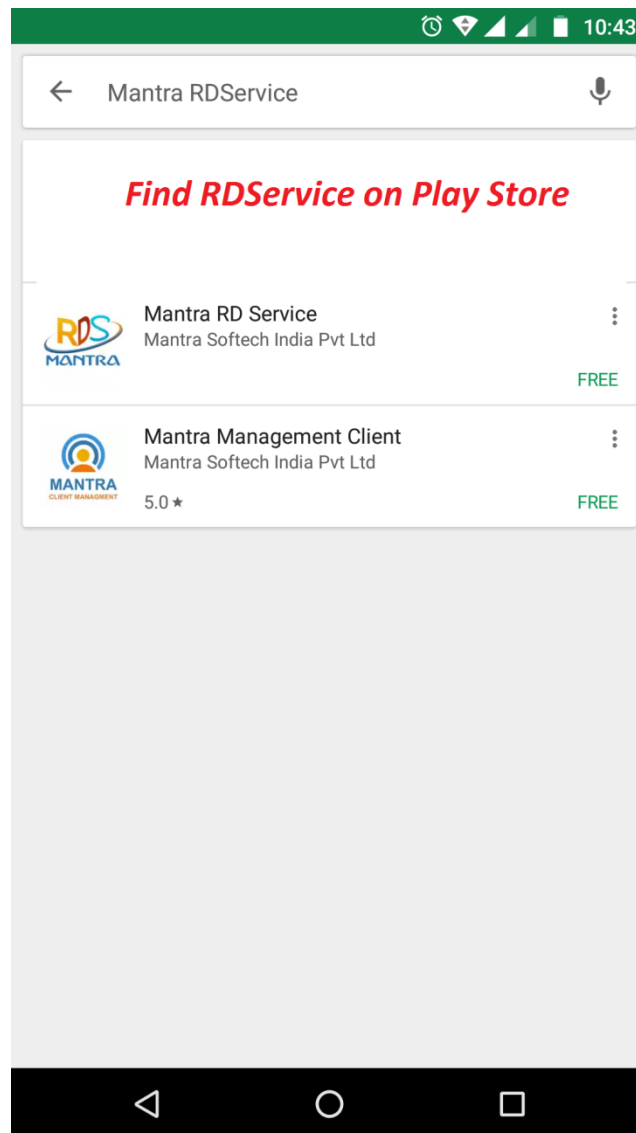 10:43
Mantra RDService
Find RDService on Play Store
RDS
MANTRA
Mantra RD Service
Mantra Softech India Pvt Ltd
FREE
MANTRA
CLIENT MANAGMENT
Mantra Management Client
Mantra Softech India Pvt Ltd
5.0 ★
FREE